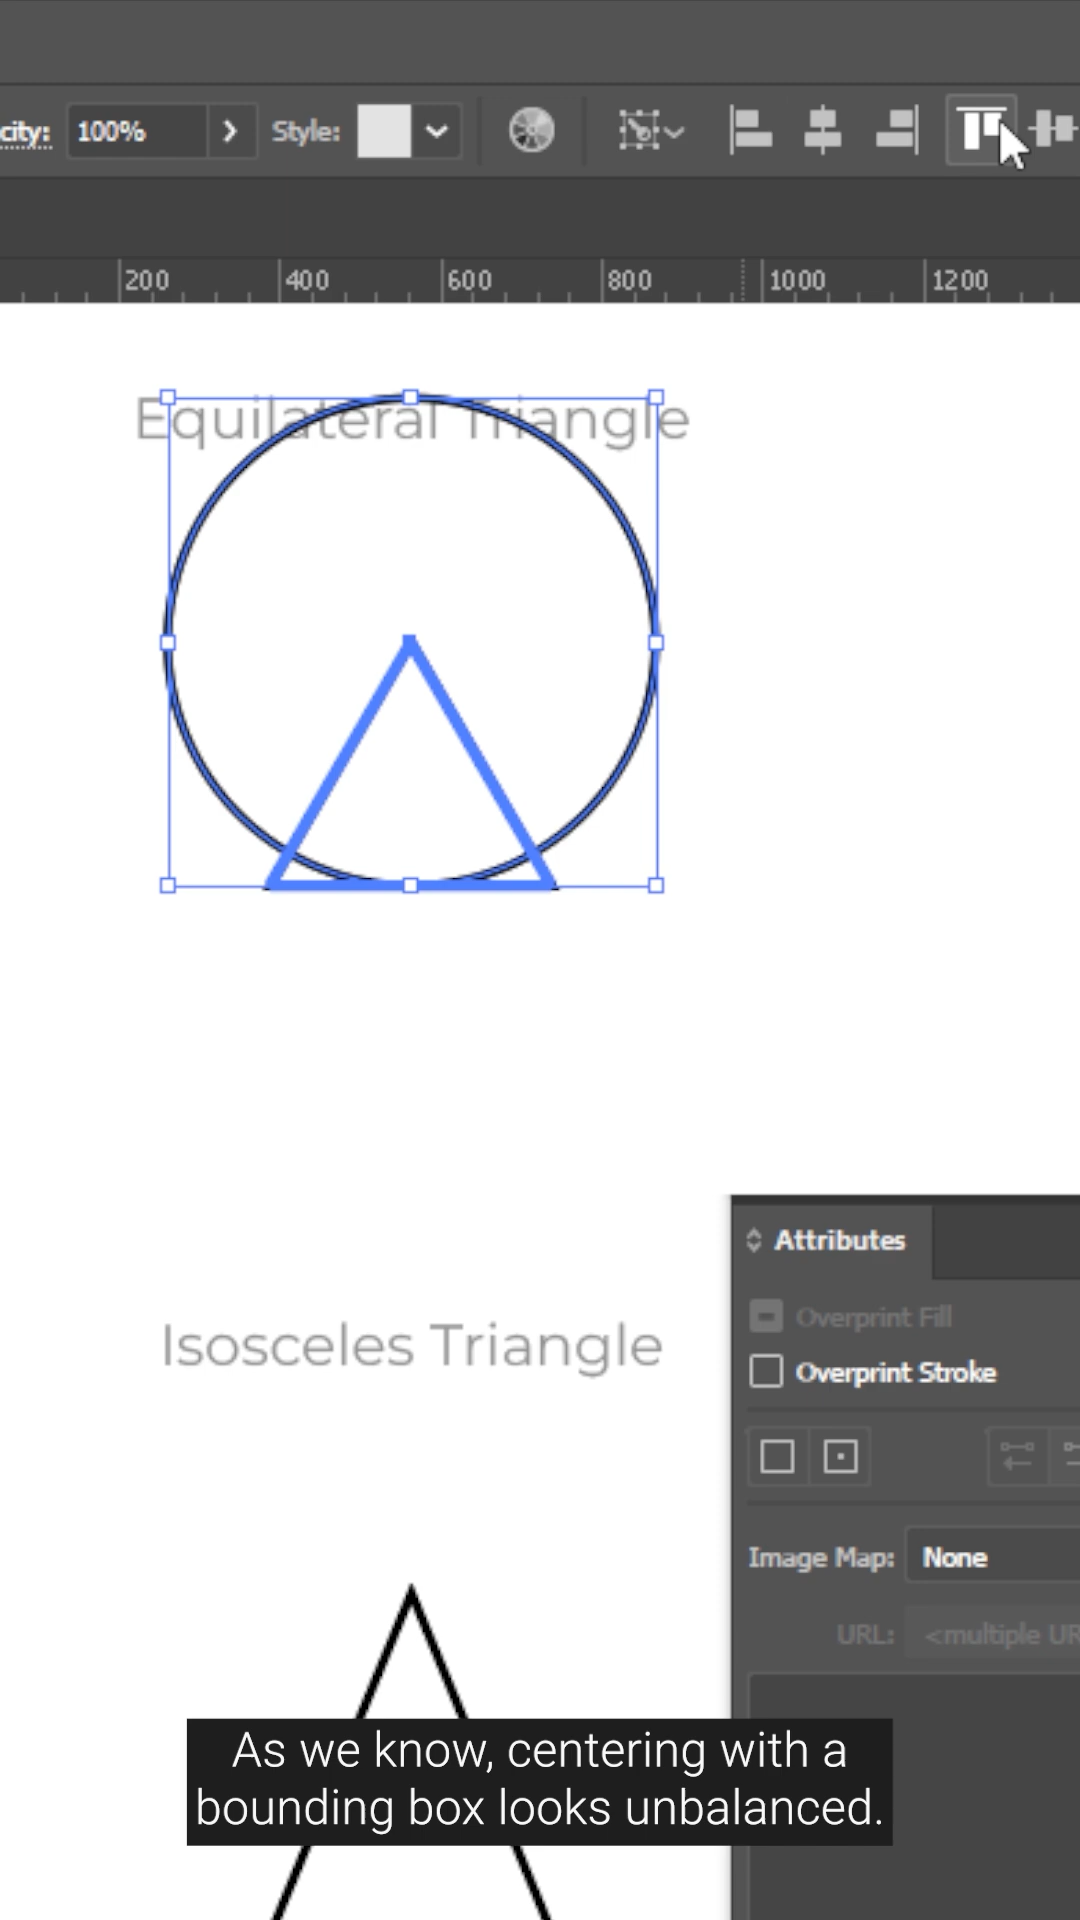 city: 100% Style:
200 400 600 800 1000 1200
Equilateral Triangle
Isosceles Triangle
Attributes
Overprint Fill
Overprint Stroke
Image Map: None
URL: <multiple UR
As we know, centering with a
bounding box looks unbalanced.